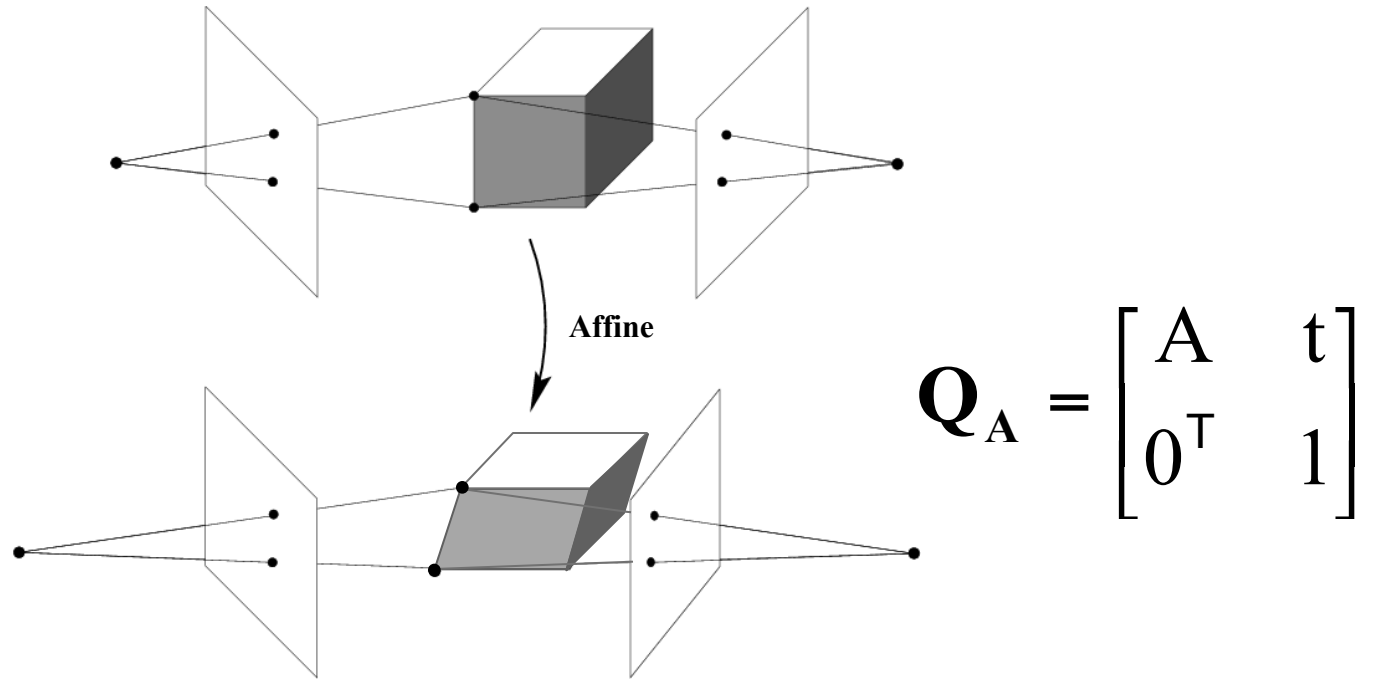 Affine
Q_A = [ A t
0^T 1 ]